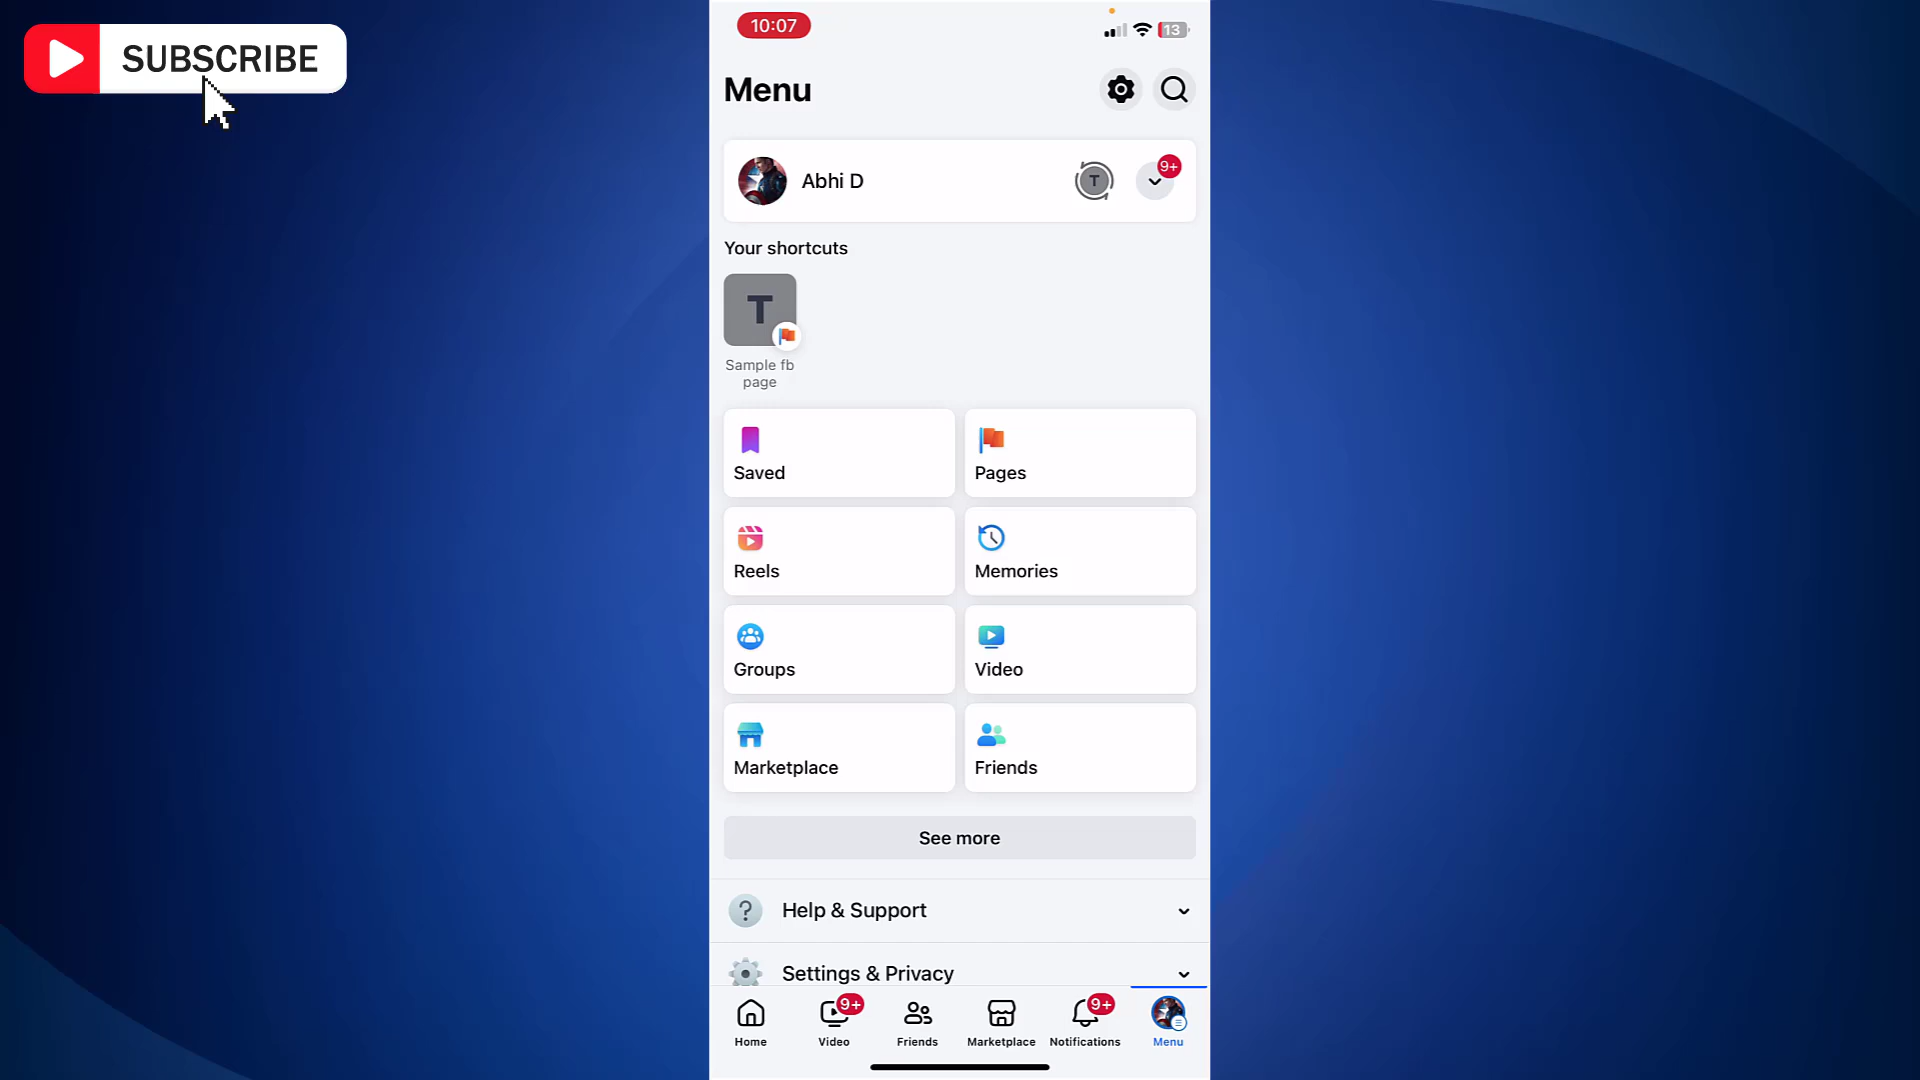 SUBSCRIBE
10:07
13
Menu
Abhi D
T
9+
Your shortcuts
T
Sample fb
page
Saved
Pages
Reels
Memories
Groups
Video
Marketplace
Friends
See more
? Help & Support
Settings & Privacy
9+
9+
Home
Video
Friends
Marketplace
Notifications
Menu